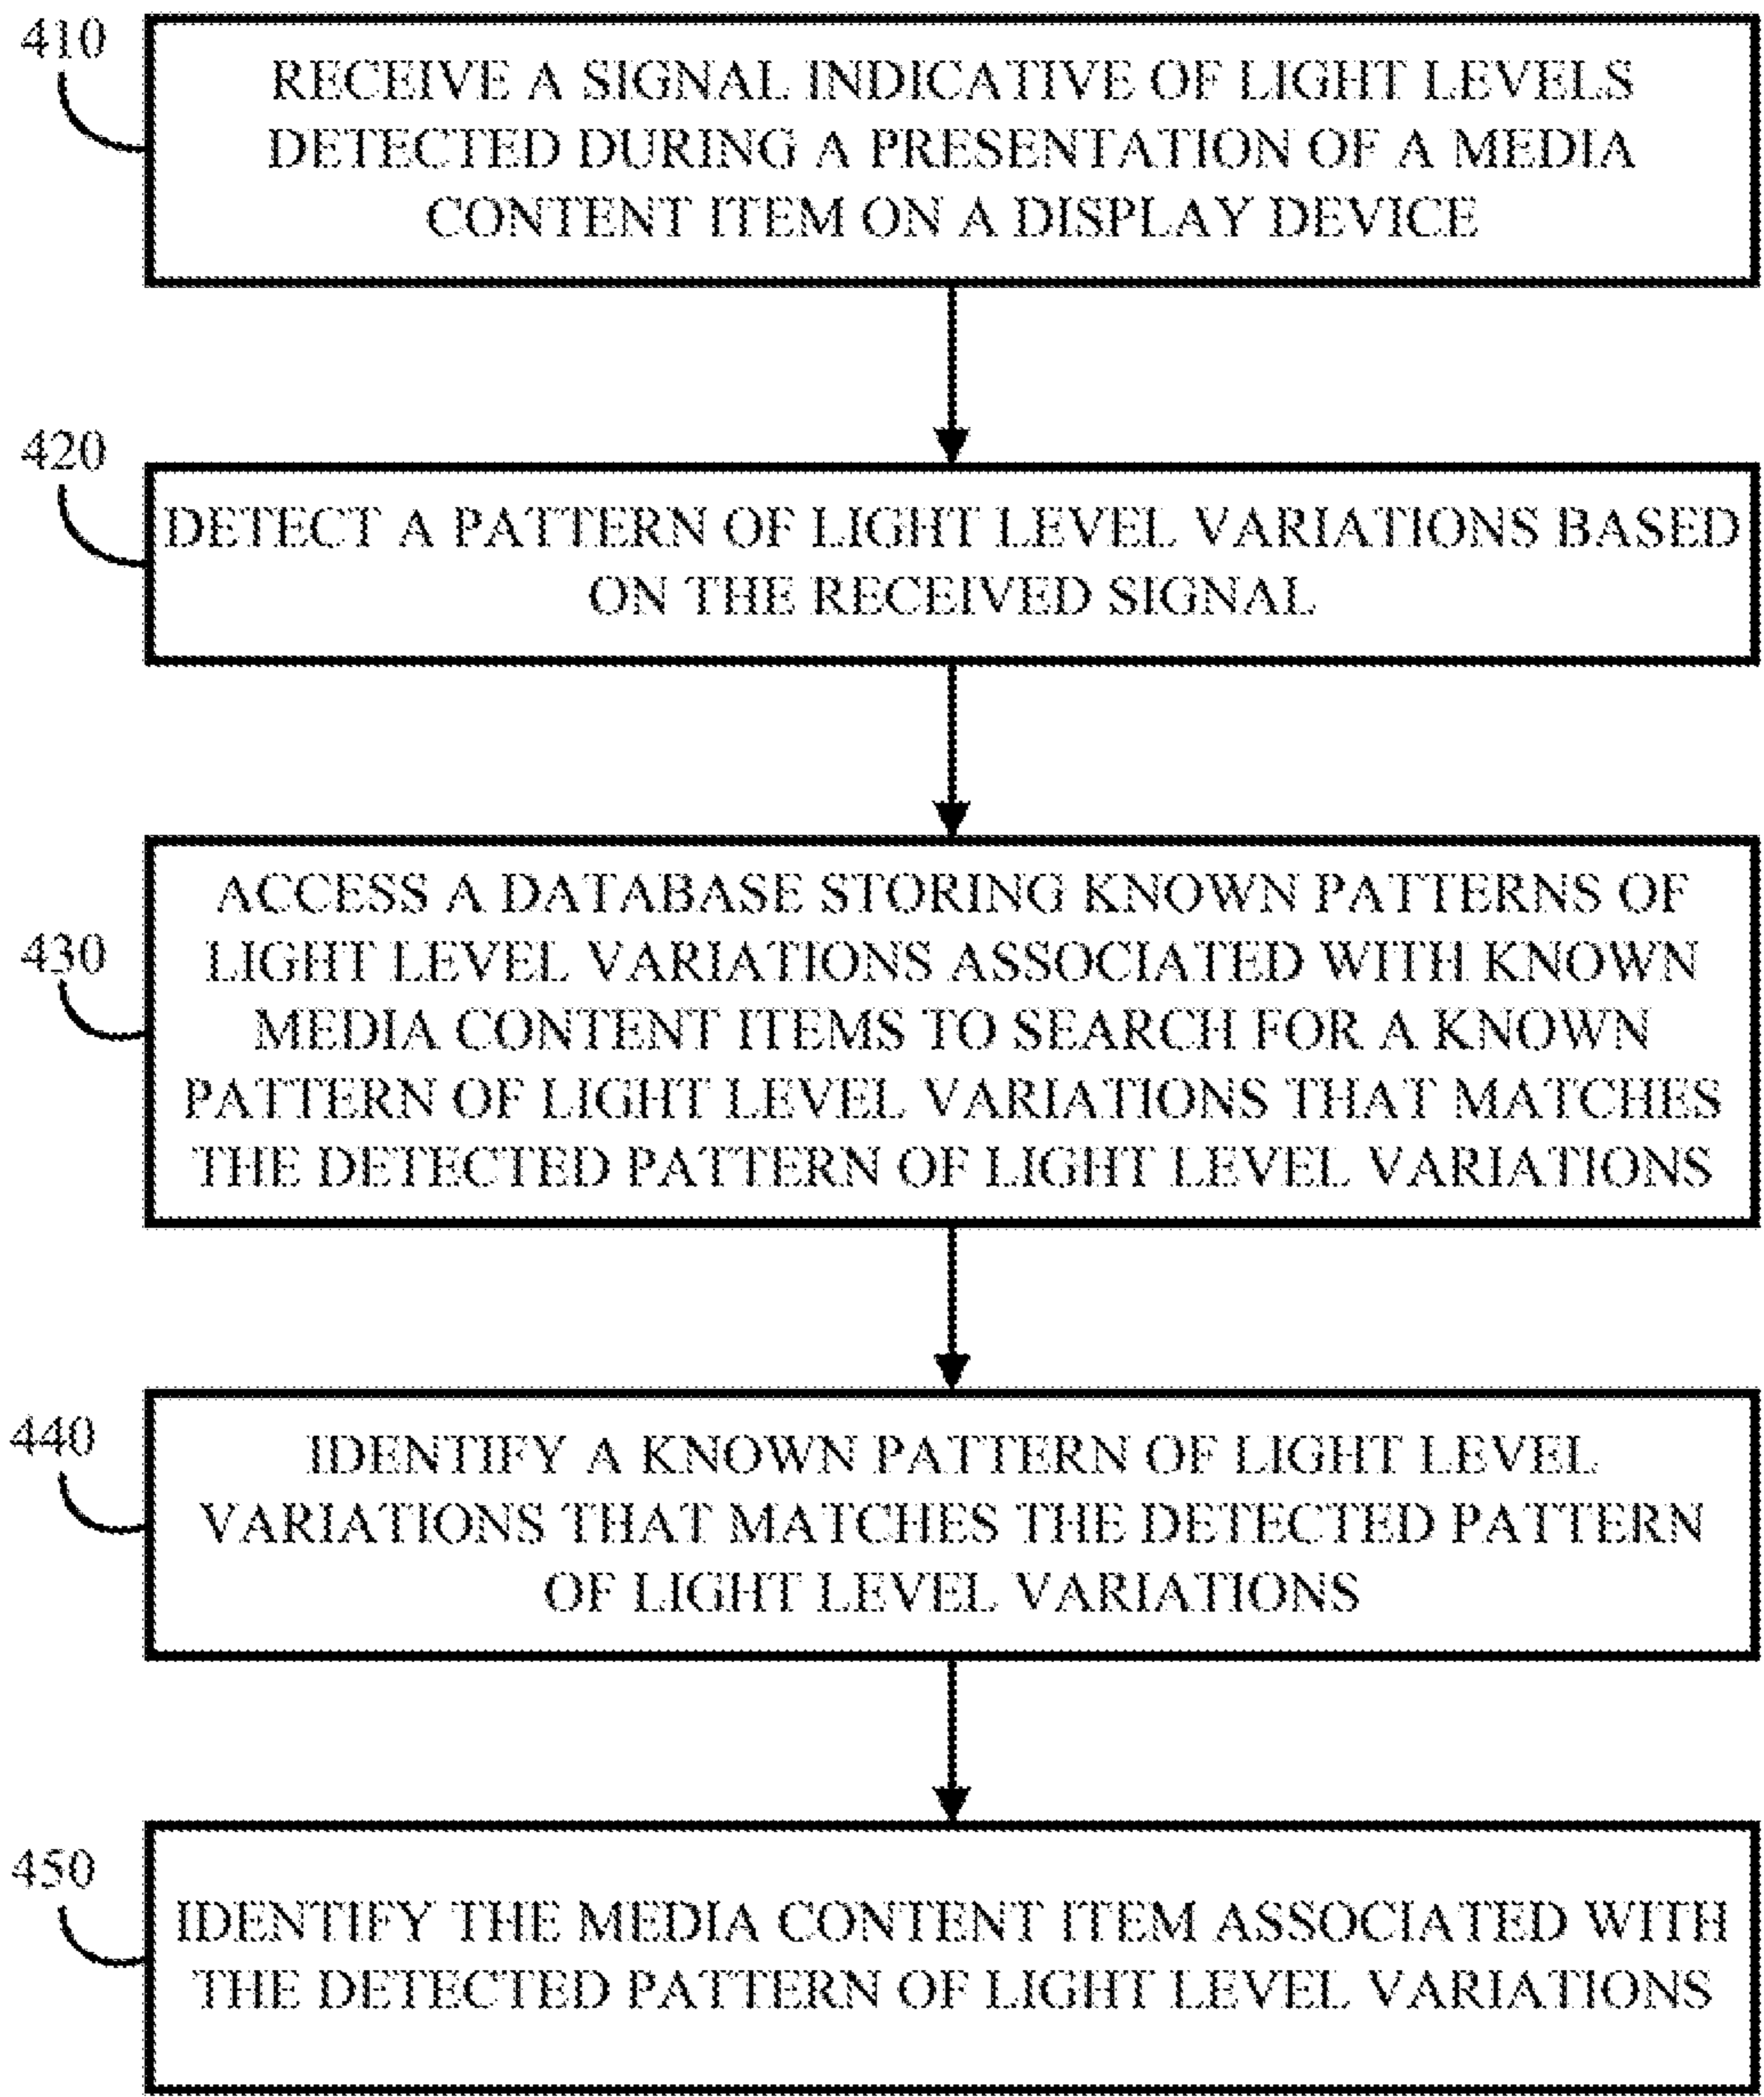 410
RECEIVE A SIGNAL INDICATIVE OF LIGHT LEVELS
DETECTED DURING A PRESENTATION OF A MEDIA
CONTENT ITEM ON A DISPLAY DEVICE
420
DETECT A PATTERN OF LIGHT LEVEL VARIATIONS BASED
ON THE RECEIVED SIGNAL
430
ACCESS A DATABASE STORING KNOWN PATTERNS OF
LIGHT LEVEL VARIATIONS ASSOCIATED WITH KNOWN
MEDIA CONTENT ITEMS TO SEARCH FOR A KNOWN
PATTERN OF LIGHT LEVEL VARIATIONS THAT MATCHES
THE DETECTED PATTERN OF LIGHT LEVEL VARIATIONS
440
IDENTIFY A KNOWN PATTERN OF LIGHT LEVEL
VARIATIONS THAT MATCHES THE DETECTED PATTERN
OF LIGHT LEVEL VARIATIONS
450
IDENTIFY THE MEDIA CONTENT ITEM ASSOCIATED WITH
THE DETECTED PATTERN OF LIGHT LEVEL VARIATIONS